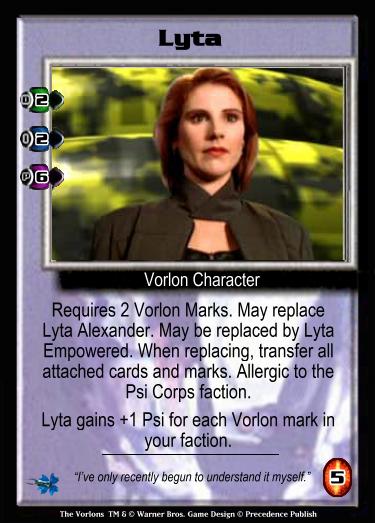 Lyta
D 2
I 2
P 6
Vorlon Character
Requires 2 Vorlon Marks. May replace
Lyta Alexander. May be replaced by Lyta
Empowered. When replacing, transfer all
attached cards and marks. Allergic to the
Psi Corps faction.
Lyta gains +1 Psi for each Vorlon mark in
your faction.
"I've only recently begun to understand it myself."
5
The Vorlons TM & © Warner Bros. Game Design © Precedence Publish